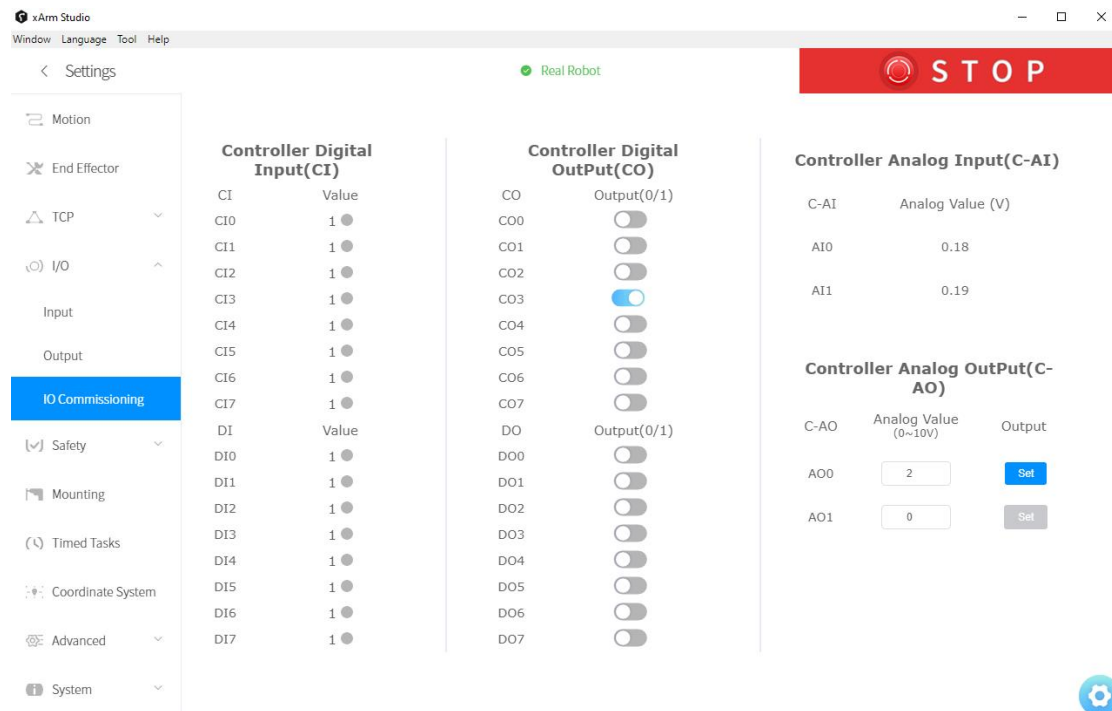 xArm Studio
Window Language Tool Help
Settings
Real Robot
STOP
Motion
End Effector
TCP
I/O
Input
Output
IO Commissioning
Safety
Mounting
Timed Tasks
Coordinate System
Advanced
System
Controller Digital
Input(CI)
CI Value
CI0 1
CI1 1
CI2 1
CI3 1
CI4 1
CI5 1
CI6 1
CI7 1
DI Value
DI0 1
DI1 1
DI2 1
DI3 1
DI4 1
DI5 1
DI6 1
DI7 1
Controller Digital
OutPut(CO)
CO Output(0/1)
CO0
CO1
CO2
CO3
CO4
CO5
CO6
CO7
DO Output(0/1)
DO0
DO1
DO2
DO3
DO4
DO5
DO6
DO7
Controller Analog Input(C-AI)
C-AI Analog Value (V)
AI0 0.18
AI1 0.19
Controller Analog OutPut(C-
AO)
C-AO Analog Value Output
(0~10V)
AO0 2 Set
AO1 0 Set